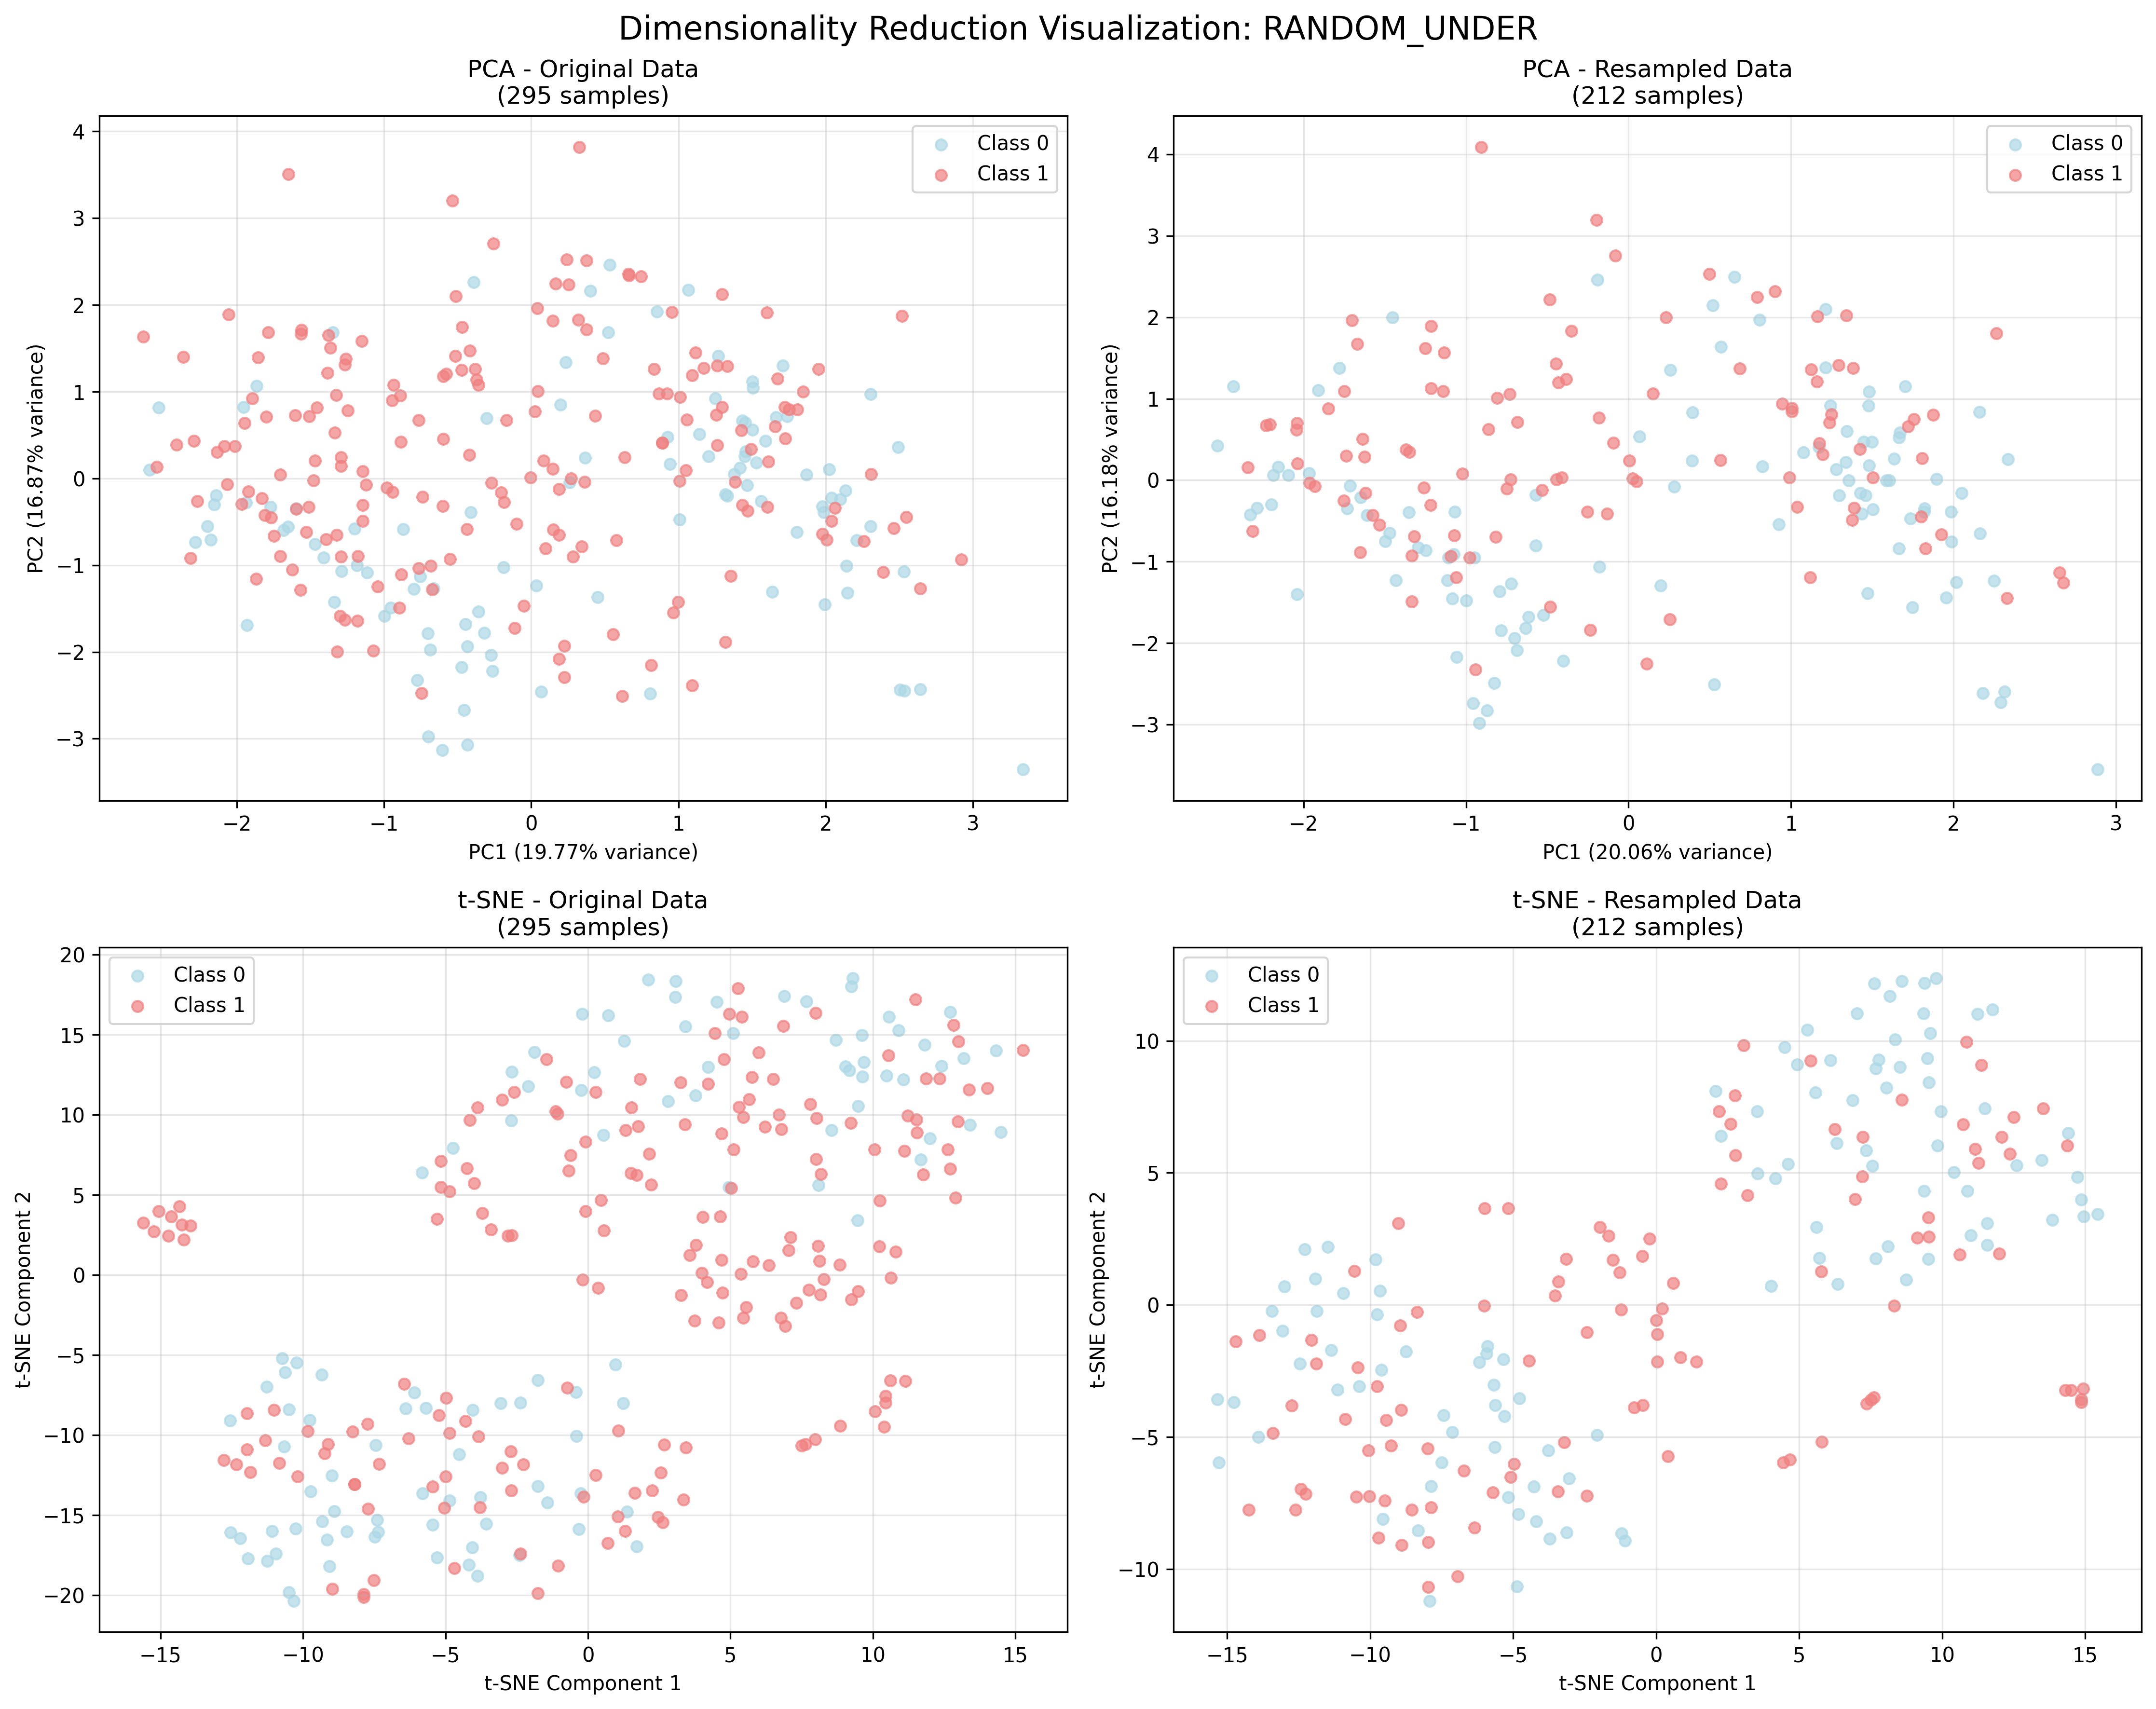 Dimensionality Reduction Visualization: RANDOM_UNDER
PCA - Original Data
(295 samples)
Class 0
Class 1
4
3
2
1
0
−1
−2
−3
PC2 (16.87% variance)
−2
−1
0
1
2
3
PC1 (19.77% variance)
PCA - Resampled Data
(212 samples)
Class 0
Class 1
4
3
2
1
0
−1
−2
−3
PC2 (16.18% variance)
−2
−1
0
1
2
3
PC1 (20.06% variance)
t-SNE - Original Data
(295 samples)
Class 0
Class 1
20
15
10
5
0
−5
−10
−15
−20
t-SNE Component 2
−15
−10
−5
0
5
10
15
t-SNE Component 1
t-SNE - Resampled Data
(212 samples)
Class 0
Class 1
10
5
0
−5
−10
t-SNE Component 2
−15
−10
−5
0
5
10
15
t-SNE Component 1